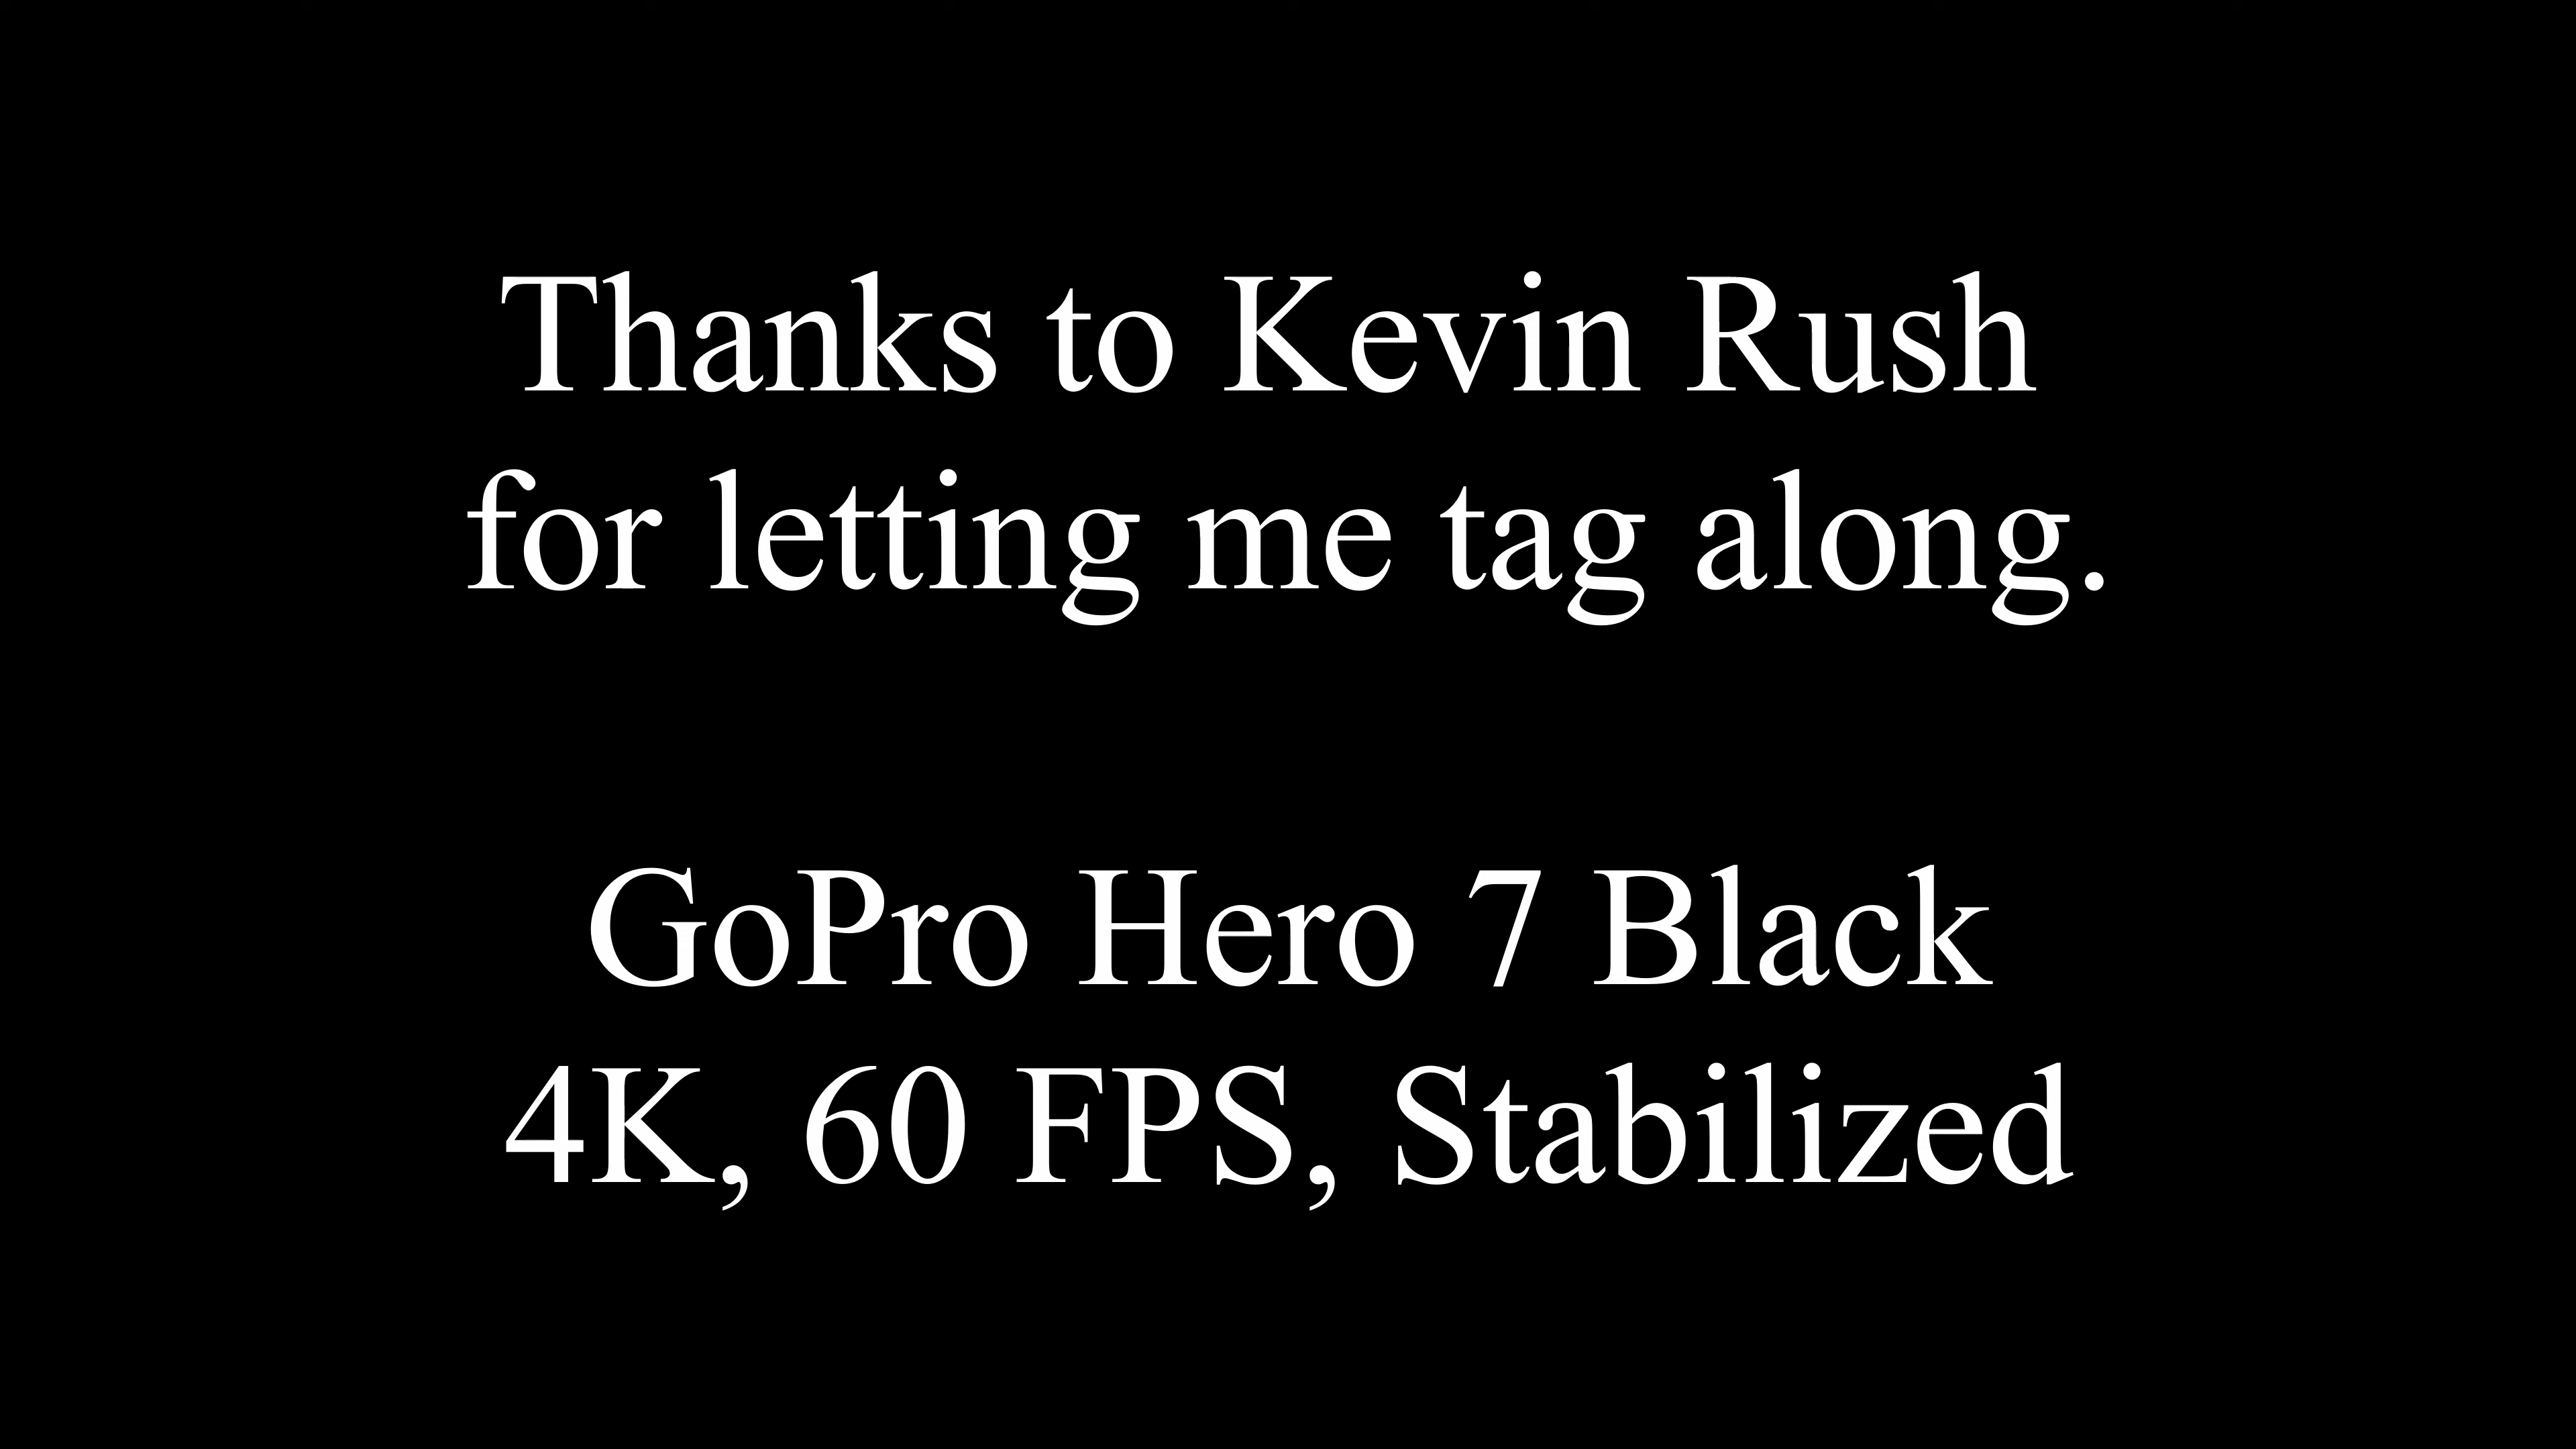 Thanks to Kevin Rush
for letting me tag along.
GoPro Hero 7 Black
4K, 60 FPS, Stabilized